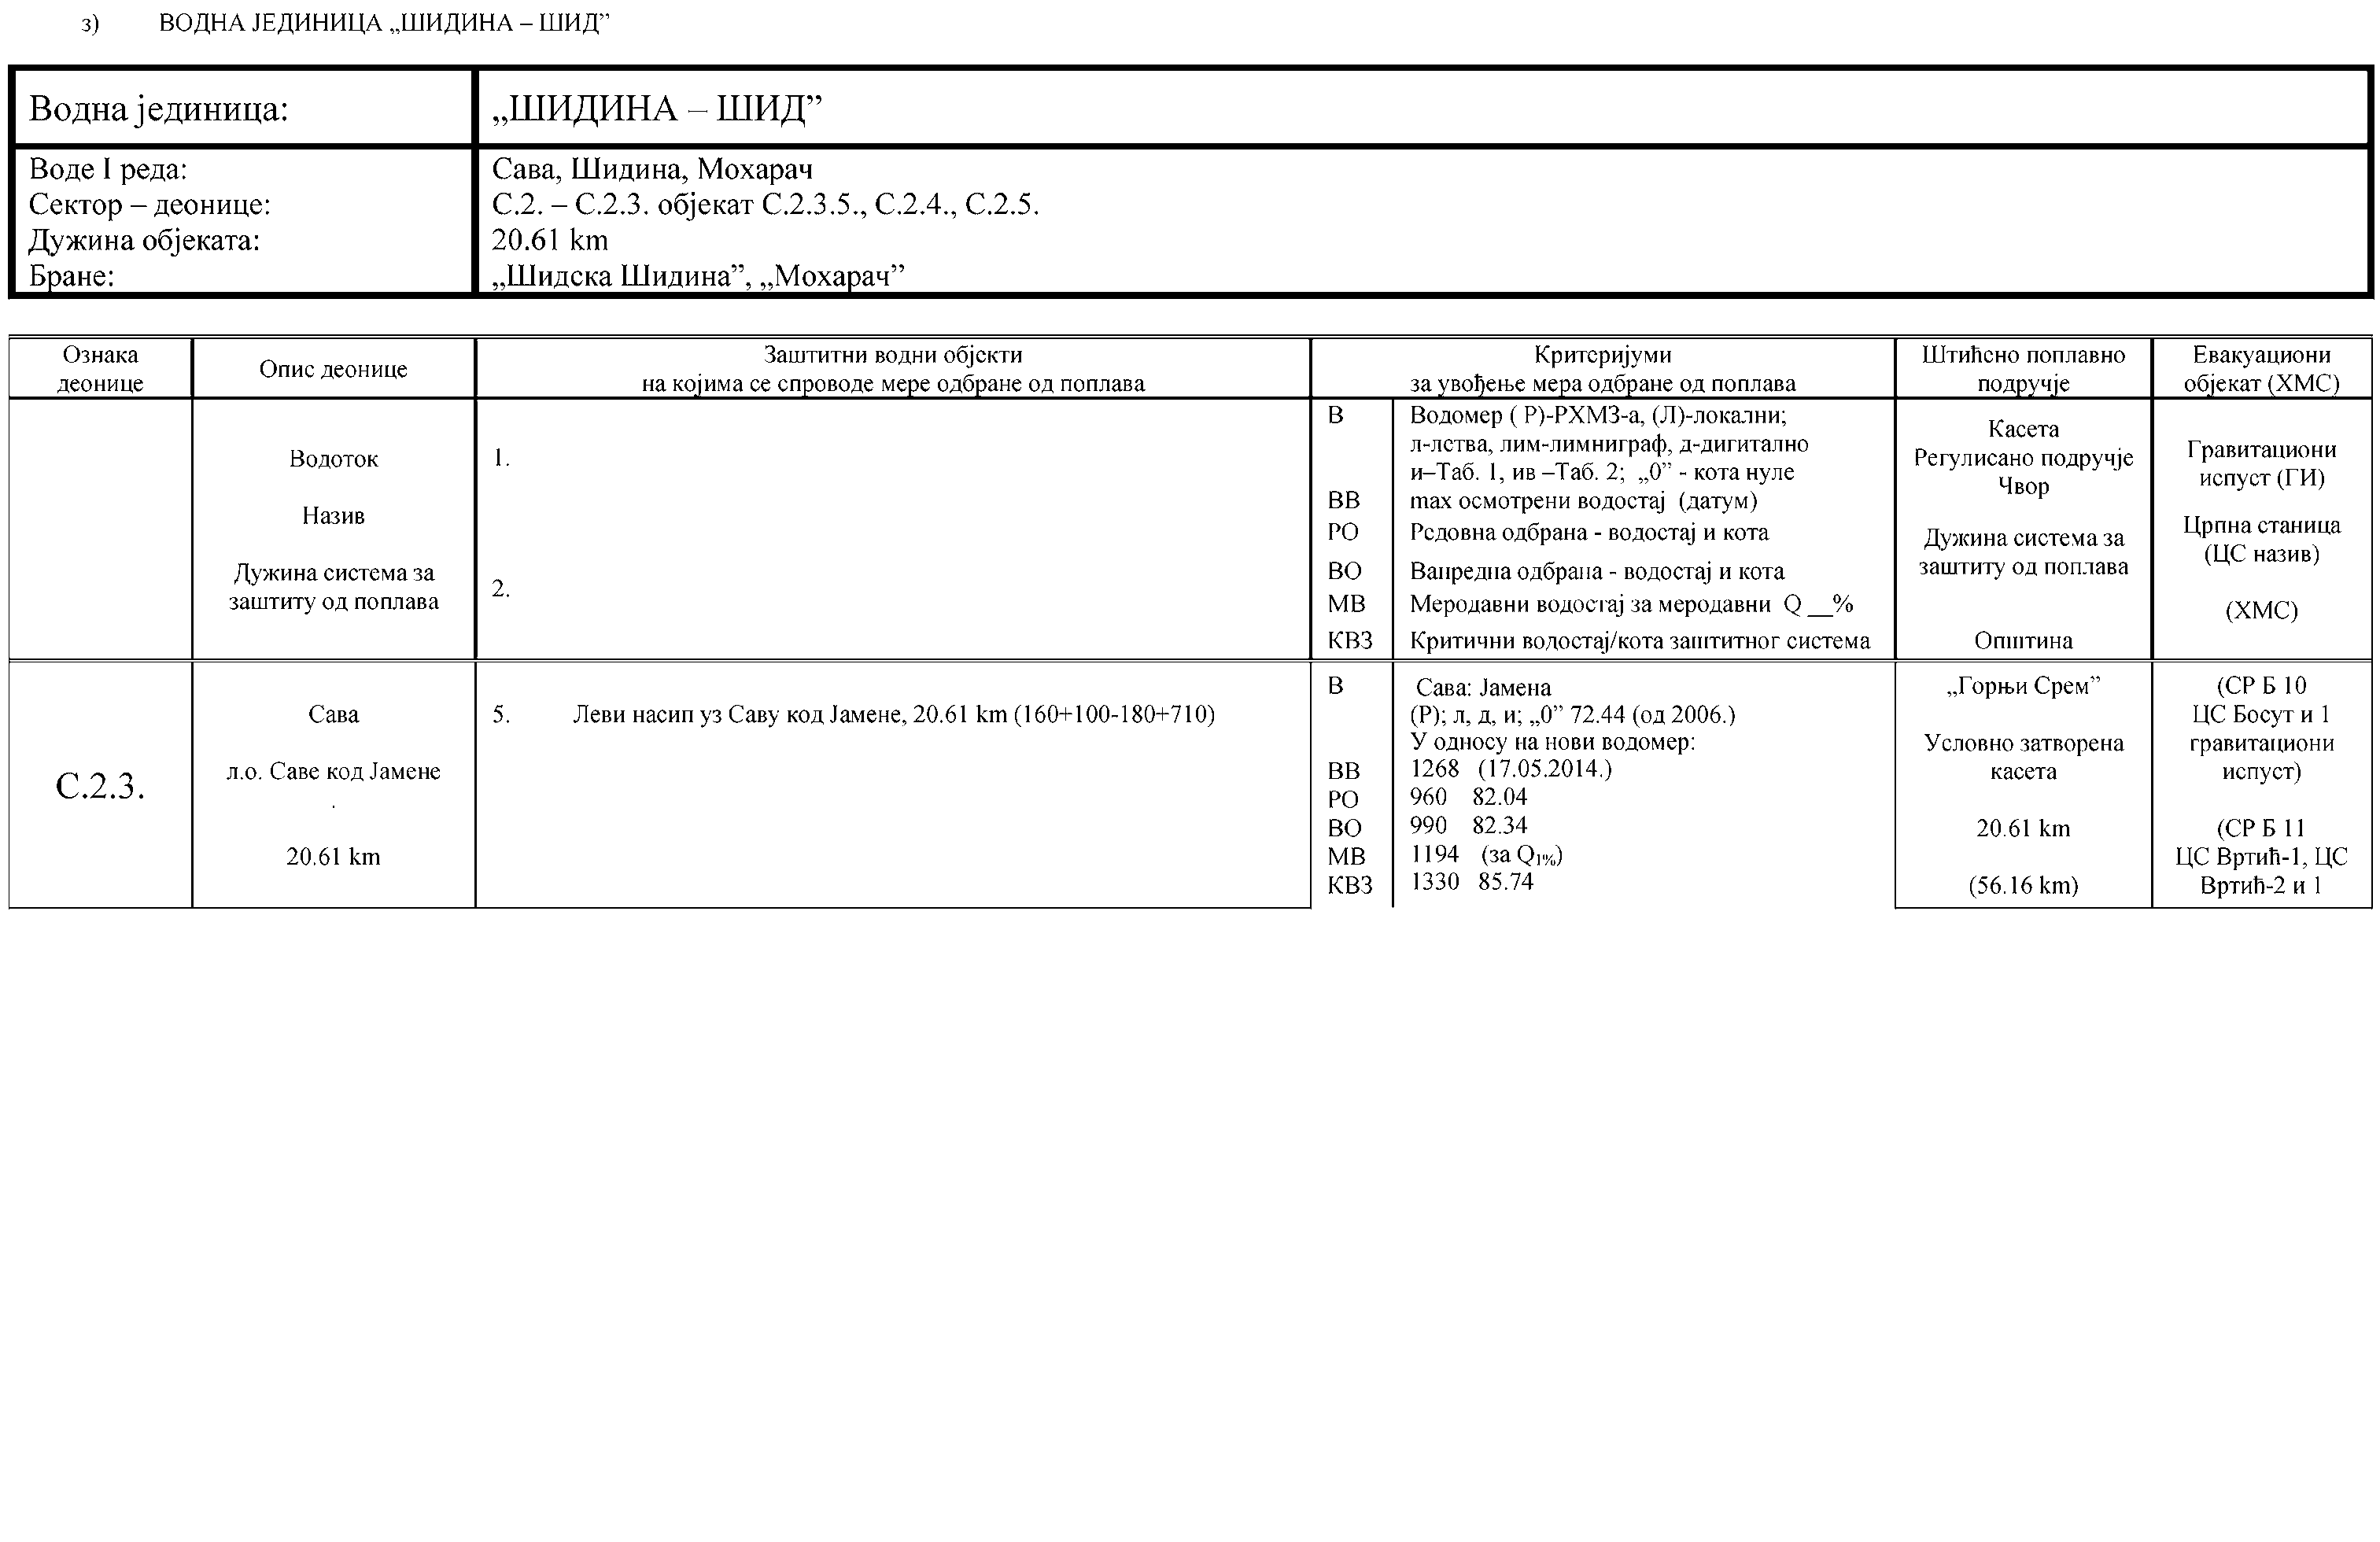 з) ВОДНА ЈЕДИНИЦА „ШИДИНА – ШИД”
Водна јединица: „ШИДИНА – ШИД”
Воде I реда: Сава, Шидина, Мохарач
Сектор – деонице: С.2. – С.2.3. објекат С.2.3.5., С.2.4., С.2.5.
Дужина објеката: 20.61 km
Бране: „Шидска Шидина”, „Мохарач”
Ознака
деонице
Опис деонице
Заштитни водни објекти
на којима се спроводе мере одбране од поплава
Критеријуми
за увођење мера одбране од поплава
Штићено поплавно
подручје
Евакуациони
објекат (ХМС)
Водоток
Назив
Дужина система за
заштиту од поплава
1.
2.
В Водомер ( Р)-РХМЗ-а, (Л)-локални;
л-летва, лим-лимниграф, д-дигитално
и–Таб. 1, ив –Таб. 2; „0” - кота нуле
ВВ max осмотрени водостај (датум)
РО Редовна одбрана - водостај и кота
ВО Ванредна одбрана - водостај и кота
МВ Меродавни водостај за меродавни Q __%
КВЗ Критични водостај/кота заштитног система
Касета
Регулисано подручје
Чвор
Дужина система за
заштиту од поплава
Општина
Гравитациони
испуст (ГИ)
Црпна станица
(ЦС назив)
(ХМС)
С.2.3.
Сава
л.о. Саве код Јамене
.
20.61 km
5. Леви насип уз Саву код Јамене, 20.61 km (160+100-180+710)
В Сава: Јамена
(Р); л, д, и; „0” 72.44 (од 2006.)
У односу на нови водомер:
ВВ 1268 (17.05.2014.)
РО 960 82.04
ВО 990 82.34
МВ 1194 (за Q1%)
КВЗ 1330 85.74
„Горњи Срем”
Условно затворена
касета
20.61 km
(56.16 km)
(СР Б 10
ЦС Босут и 1
гравитациони
испуст)
(СР Б 11
ЦС Вртић-1, ЦС
Вртић-2 и 1